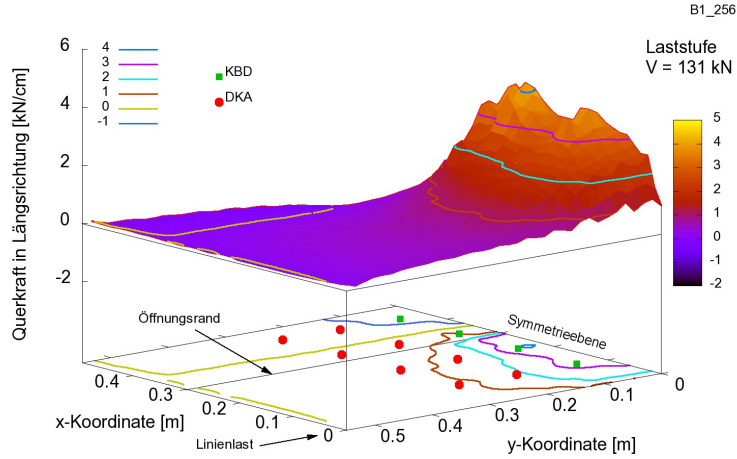 B1_256
Laststufe
V = 131 kN
4
3
2
1
0
-1
KBD
DKA
Querkraft in Längsrichtung [kN/cm]
6
4
2
0
-2
5
4
3
2
1
0
-1
-2
Öffnungsrand
Symmetrieebene
Linienlast
x-Koordinate [m]
0.4
0.3
0.2
0.1
0
y-Koordinate [m]
0.5
0.4
0.3
0.2
0.1
0